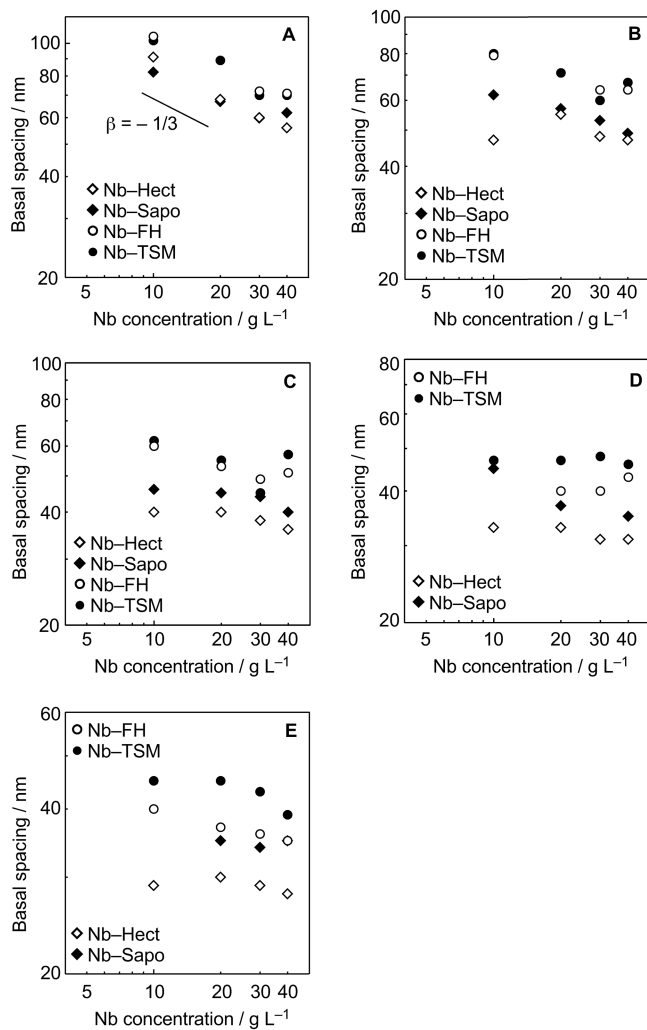 A
Basal spacing / nm
100
80
60
40
20
β = – 1/3
Nb–Hect
Nb–Sapo
Nb–FH
Nb–TSM
5 10 20 30 40
Nb concentration / g L⁻¹
B
Basal spacing / nm
80
60
40
20
Nb–Hect
Nb–Sapo
Nb–FH
Nb–TSM
5 10 20 30 40
Nb concentration / g L⁻¹
C
Basal spacing / nm
100
80
60
40
20
Nb–Hect
Nb–Sapo
Nb–FH
Nb–TSM
5 10 20 30 40
Nb concentration / g L⁻¹
D
Basal spacing / nm
80
60
40
20
Nb–FH
Nb–TSM
Nb–Hect
Nb–Sapo
5 10 20 30 40
Nb concentration / g L⁻¹
E
Basal spacing / nm
60
40
20
Nb–FH
Nb–TSM
Nb–Hect
Nb–Sapo
5 10 20 30 40
Nb concentration / g L⁻¹